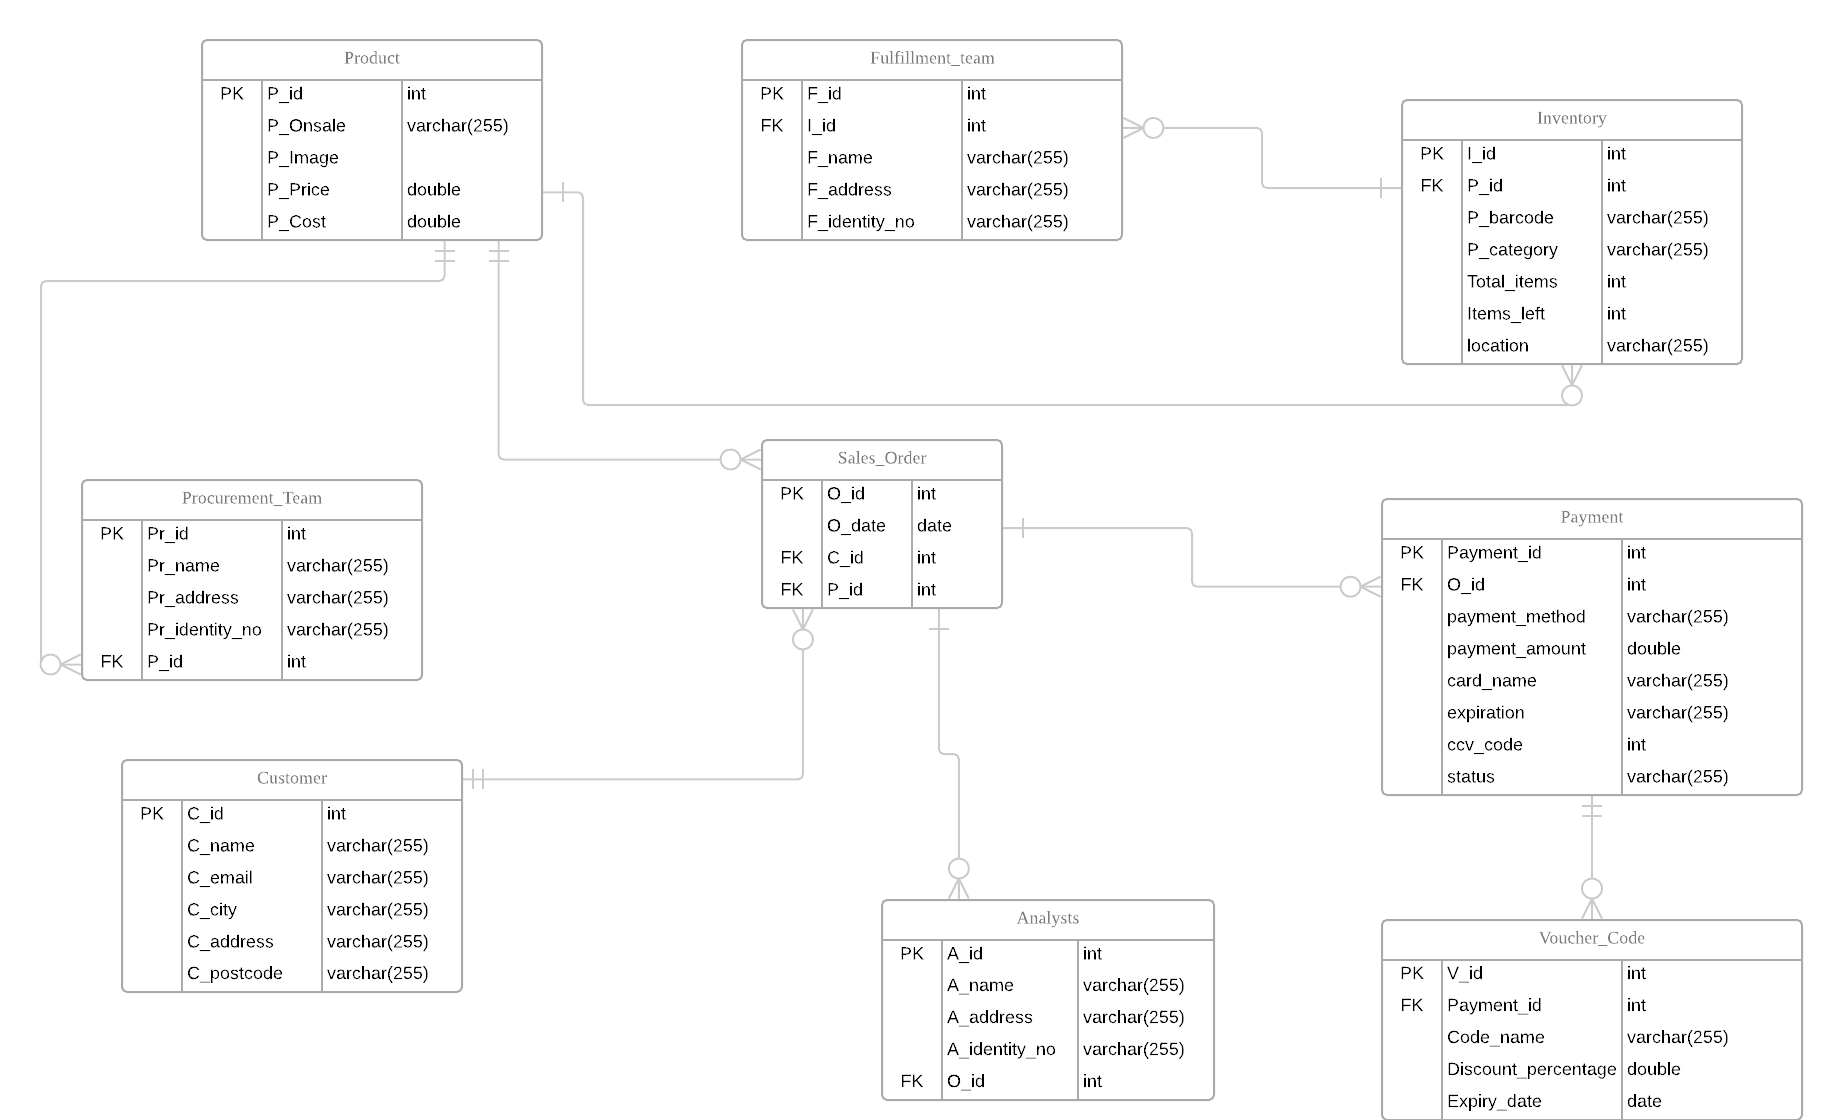 Product
PK P_id int
P_Onsale varchar(255)
P_Image
P_Price double
P_Cost double
Fulfillment_team
PK F_id int
FK I_id int
F_name varchar(255)
F_address varchar(255)
F_identity_no varchar(255)
Inventory
PK I_id int
FK P_id int
P_barcode varchar(255)
P_category varchar(255)
Total_items int
Items_left int
location varchar(255)
Sales_Order
PK O_id int
O_date date
FK C_id int
FK P_id int
Procurement_Team
PK Pr_id int
Pr_name varchar(255)
Pr_address varchar(255)
Pr_identity_no varchar(255)
FK P_id int
Payment
PK Payment_id int
FK O_id int
payment_method varchar(255)
payment_amount double
card_name varchar(255)
expiration varchar(255)
ccv_code int
status varchar(255)
Customer
PK C_id int
C_name varchar(255)
C_email varchar(255)
C_city varchar(255)
C_address varchar(255)
C_postcode varchar(255)
Analysts
PK A_id int
A_name varchar(255)
A_address varchar(255)
A_identity_no varchar(255)
FK O_id int
Voucher_Code
PK V_id int
FK Payment_id int
Code_name varchar(255)
Discount_percentage double
Expiry_date date